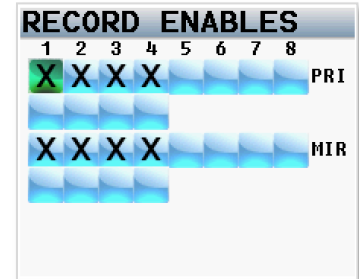 RECORD ENABLES
1 2 3 4 5 6 7 8
X X X X PRI
X X X X MIR